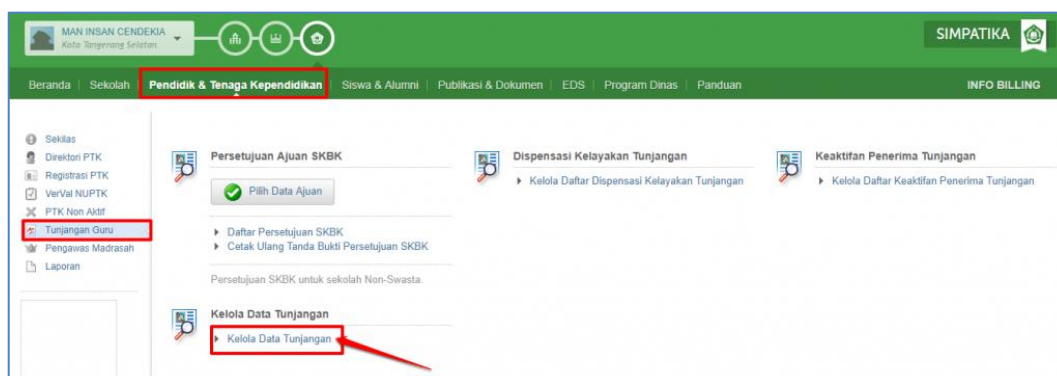 MAN INSAN CENDEKIA
Kota Tangerang Selatan
SIMPATIKA
Beranda | Sekolah | Pendidik & Tenaga Kependidikan | Siswa & Alumni | Publikasi & Dokumen | EDS | Program Dinas | Panduan
INFO BILLING
Sekilas
Direktori PTK
Registrasi PTK
VerVal NUPTK
PTK Non Aktif
Tunjangan Guru
Pengawas Madrasah
Laporan
Persetujuan Ajuan SKBK
Pilih Data Ajuan
Daftar Persetujuan SKBK
Cetak Ulang Tanda Bukti Persetujuan SKBK
Persetujuan SKBK untuk sekolah Non-Swasta.
Dispensasi Kelayakan Tunjangan
Kelola Daftar Dispensasi Kelayakan Tunjangan
Keaktifan Penerima Tunjangan
Kelola Daftar Keaktifan Penerima Tunjangan
Kelola Data Tunjangan
Kelola Data Tunjangan